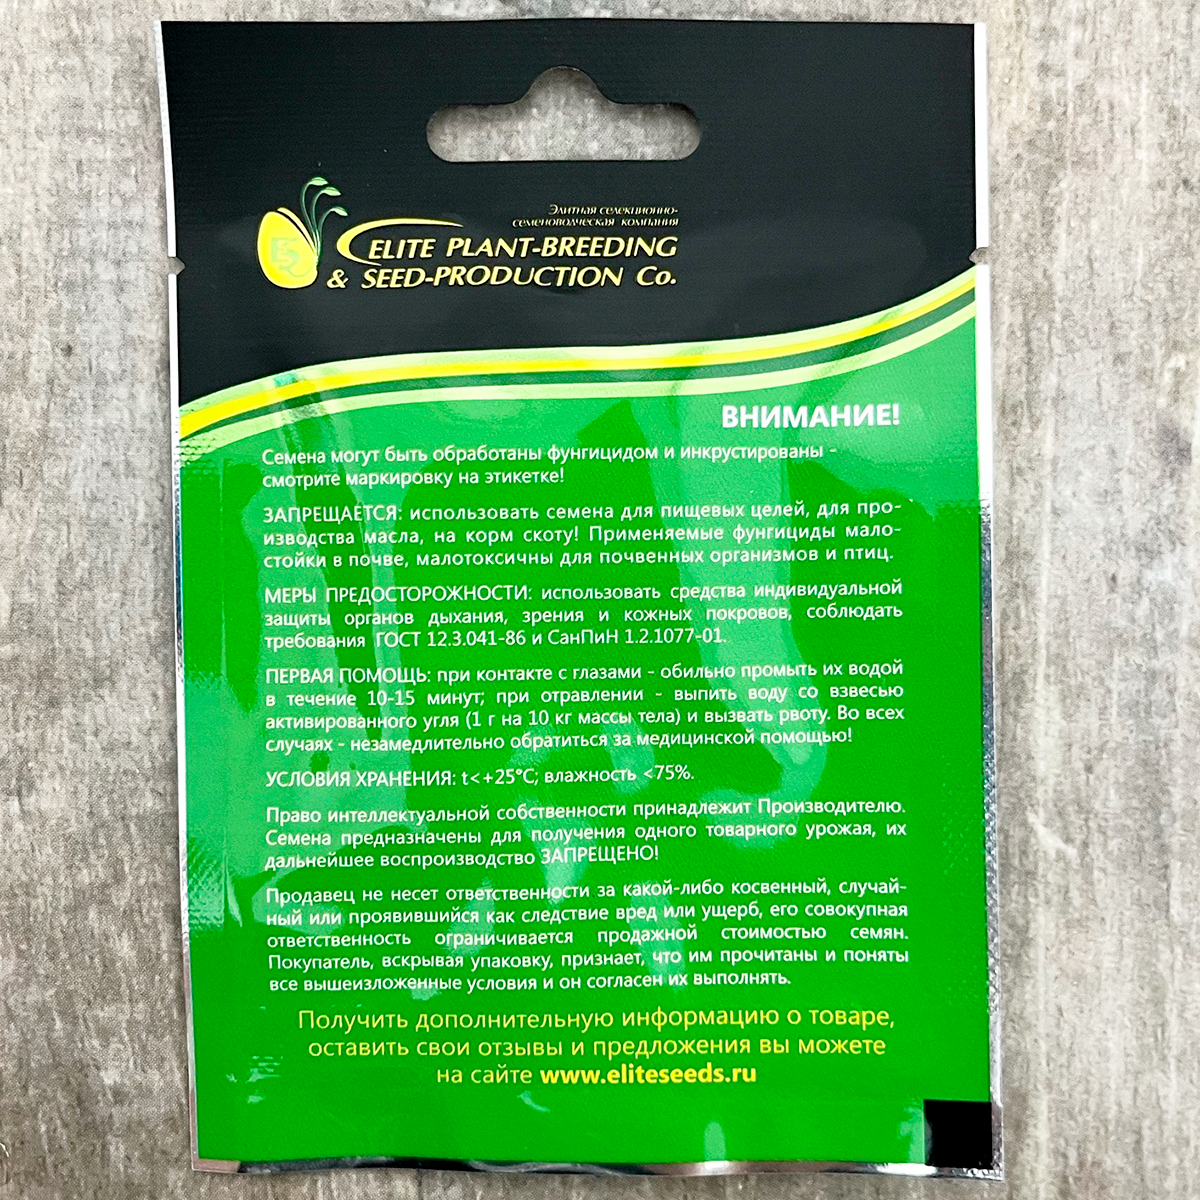 Элитная селекционно-
семеноводческая компания
ELITE PLANT-BREEDING
& SEED-PRODUCTION Co.
ВНИМАНИЕ!
Семена могут быть обработаны фунгицидом и инкрустированы -
смотрите маркировку на этикетке!
ЗАПРЕЩАЕТСЯ: использовать семена для пищевых целей, для про-
изводства масла, на корм скоту! Применяемые фунгициды мало-
стойки в почве, малотоксичны для почвенных организмов и птиц.
МЕРЫ ПРЕДОСТОРОЖНОСТИ: использовать средства индивидуальной
защиты органов дыхания, зрения и кожных покровов, соблюдать
требования ГОСТ 12.3.041-86 и СанПиН 1.2.1077-01.
ПЕРВАЯ ПОМОЩЬ: при контакте с глазами - обильно промыть их водой
в течение 10-15 минут; при отравлении - выпить воду со взвесью
активированного угля (1 г на 10 кг массы тела) и вызвать рвоту. Во всех
случаях - незамедлительно обратиться за медицинской помощью!
УСЛОВИЯ ХРАНЕНИЯ: t<+25°C; влажность <75%.
Право интеллектуальной собственности принадлежит Производителю.
Семена предназначены для получения одного товарного урожая, их
дальнейшее воспроизводство ЗАПРЕЩЕНО!
Продавец не несет ответственности за какой-либо косвенный, случай-
ный или проявившийся как следствие вред или ущерб, его совокупная
ответственность ограничивается продажной стоимостью семян.
Покупатель, вскрывая упаковку, признает, что им прочитаны и поняты
все вышеизложенные условия и он согласен их выполнять.
Получить дополнительную информацию о товаре,
оставить свои отзывы и предложения вы можете
на сайте www.eliteseeds.ru